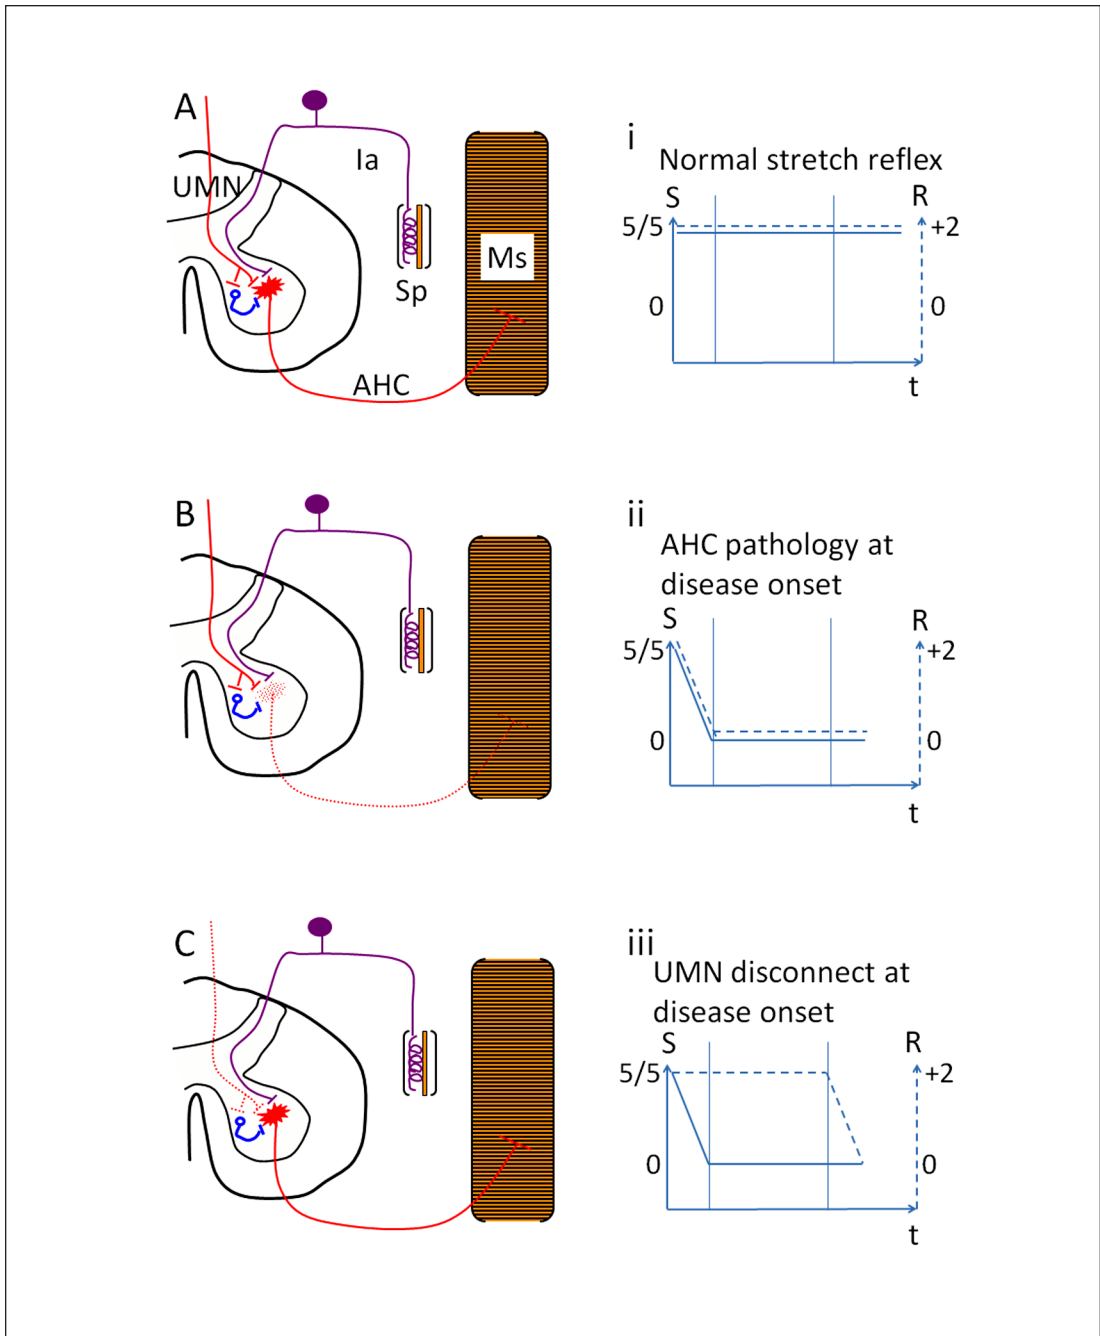 A
UMN
Ia
Sp
Ms
AHC
i
Normal stretch reflex
S
R
5/5
+2
0
0
t
B
ii
AHC pathology at
disease onset
S
R
5/5
+2
0
0
t
C
iii
UMN disconnect at
disease onset
S
R
5/5
+2
0
0
t